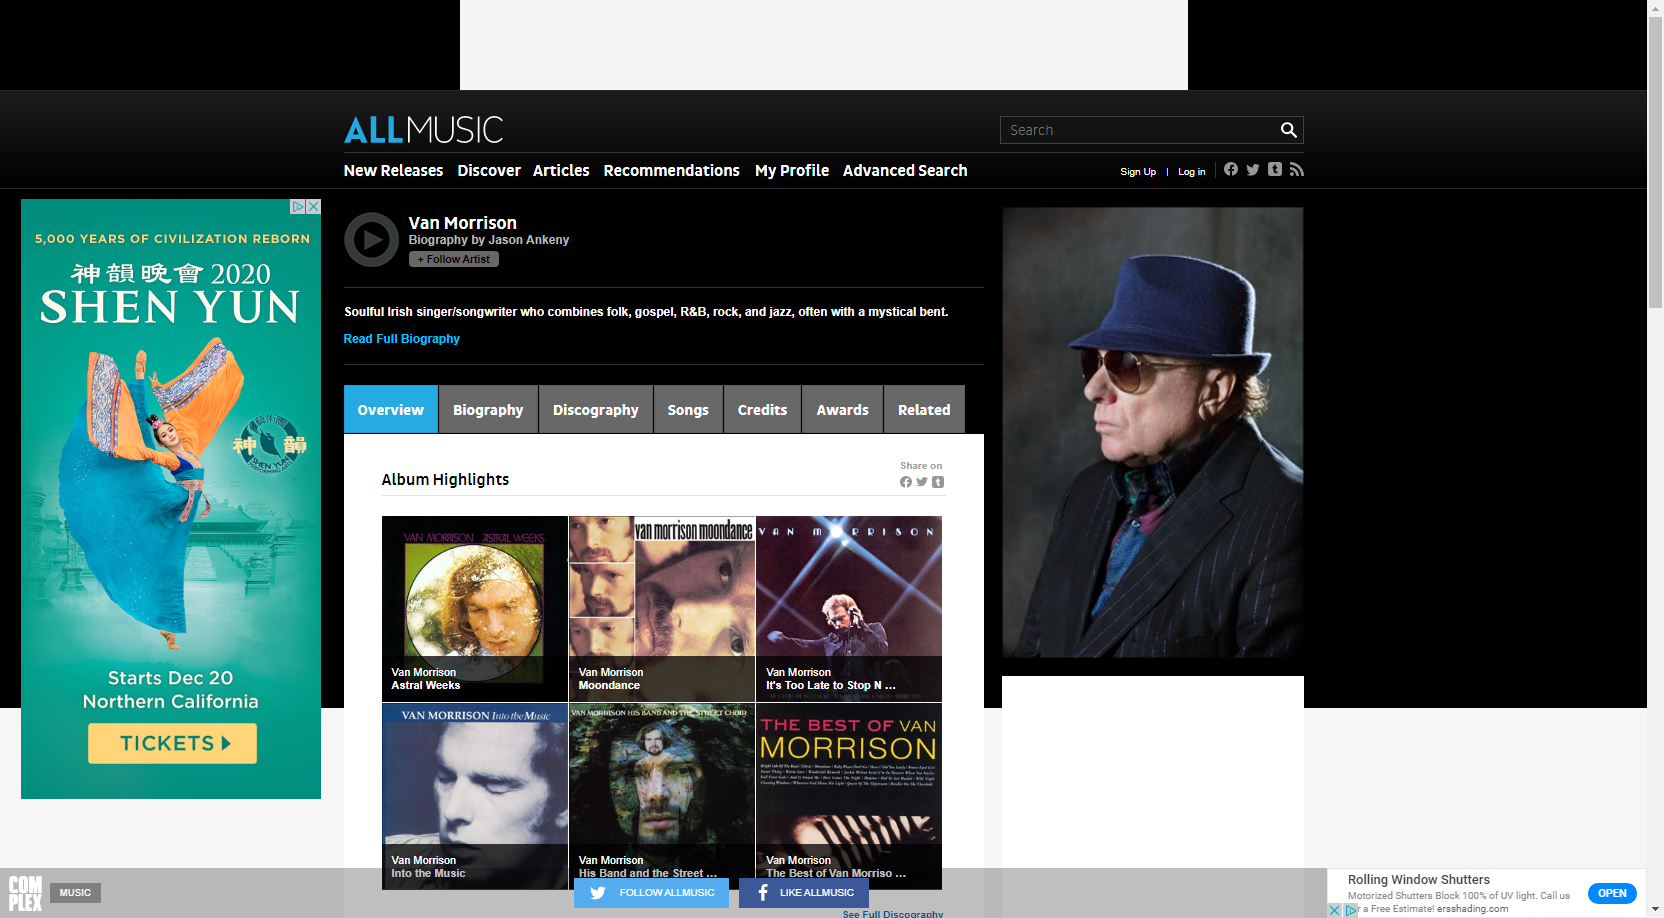 ALLMUSIC
Search
New Releases Discover Articles Recommendations My Profile Advanced Search
Sign Up | Log in
5,000 YEARS OF CIVILIZATION REBORN
神韻晚會 2020
SHEN YUN
神韻
SHEN YUN
PERFORMING ARTS
Starts Dec 20
Northern California
TICKETS
Van Morrison
Biography by Jason Ankeny
+ Follow Artist
Soulful Irish singer/songwriter who combines folk, gospel, R&B, rock, and jazz, often with a mystical bent.
Read Full Biography
Overview Biography Discography Songs Credits Awards Related
Album Highlights
Share on
VAN MORRISON ASTRAL WEEKS
Van Morrison
Astral Weeks
van morrison moondance
Van Morrison
Moondance
VAN MORRISON
Van Morrison
It's Too Late to Stop N ...
VAN MORRISON Into the Music
Van Morrison
Into the Music
VAN MORRISON HIS BAND AND THE STREET CHOIR
Van Morrison
His Band and the Street ...
THE BEST OF VAN
MORRISON
Van Morrison
The Best of Van Morriso ...
See Full Discography
COM
PLEX
MUSIC
FOLLOW ALLMUSIC
LIKE ALLMUSIC
Rolling Window Shutters
Motorized Shutters Block 100% of UV light. Call us
a Free Estimate! ersshading.com
OPEN